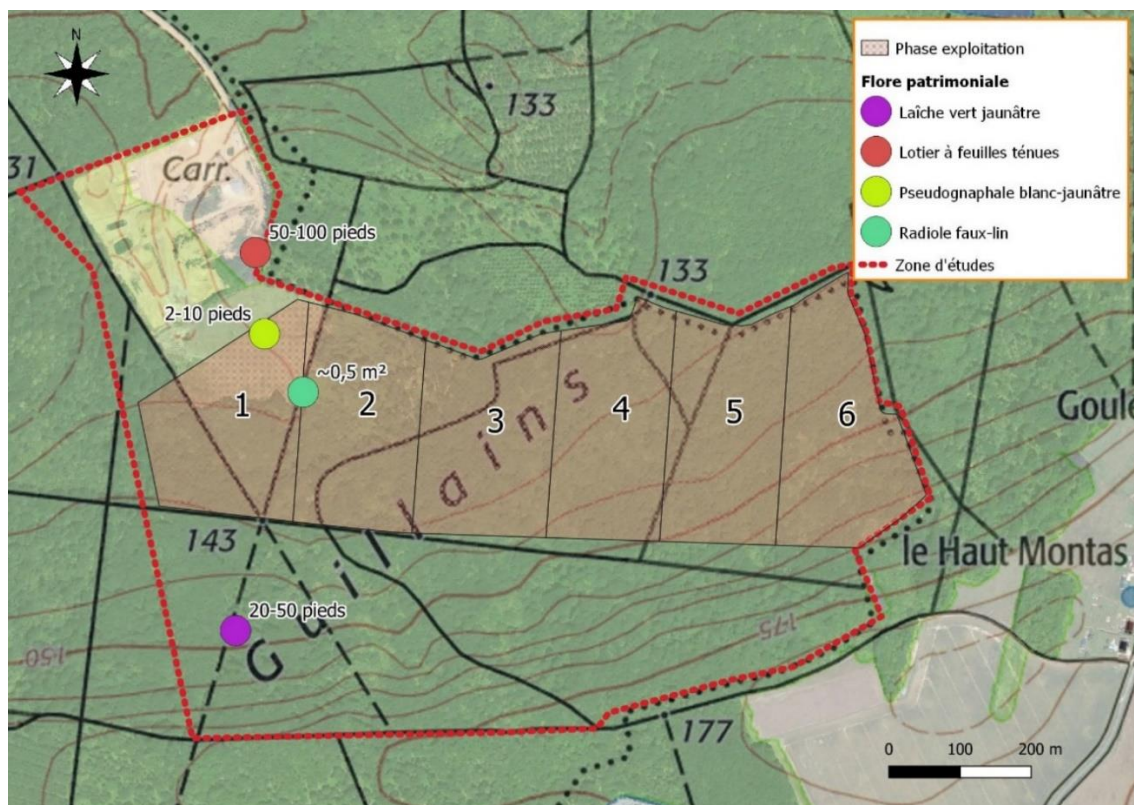 N
133
31
Carr.
50-100 pieds
133
2-10 pieds
~0,5 m²
1
2
3
4
5
6
Guillains
143
le Haut Montas
20-50 pieds
150
175
177
Phase exploitation
Flore patrimoniale
Laîche vert jaunâtre
Lotier à feuilles ténues
Pseudognaphale blanc-jaunâtre
Radiole faux-lin
Zone d'études
0 100 200 m